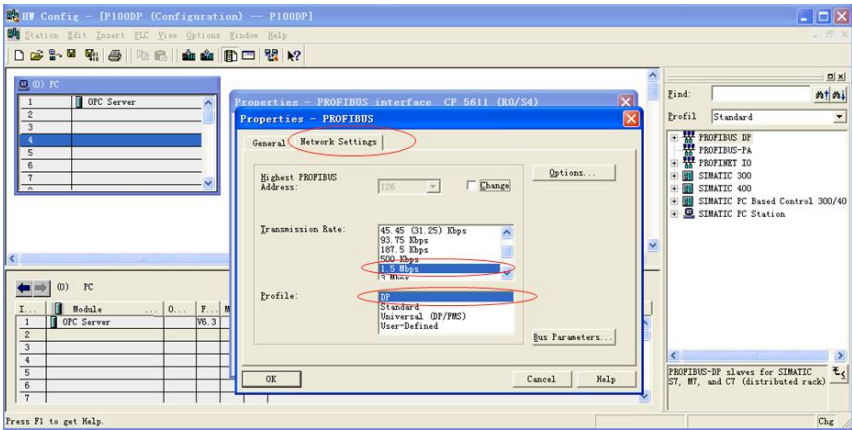 HW Config - [P100DP (Configuration) -- P100DP]
Station Edit Insert PLC View Options Window Help
(0) PC
1 OPC Server
2
3
4
5
6
7
Properties - PROFIBUS interface CP 5611 (R0/S4)
Properties - PROFIBUS
General Network Settings
Highest PROFIBUS
Address:
126
Change
Options...
Transmission Rate:
45.45 (31.25) Kbps
93.75 Kbps
187.5 Kbps
500 Kbps
1.5 Mbps
3 Mbps
Profile:
DP
Standard
Universal (DP/FMS)
User-Defined
Bus Parameters...
OK Cancel Help
Find:
Profil Standard
PROFIBUS DP
PROFIBUS-PA
PROFINET IO
SIMATIC 300
SIMATIC 400
SIMATIC PC Based Control 300/40
SIMATIC PC Station
(0) PC
I... Module ... O... F... M
1 OPC Server V6.3
2
3
4
5
6
7
PROFIBUS-DP slaves for SIMATIC
S7, M7, and C7 (distributed rack)
Press F1 to get Help.
Chg